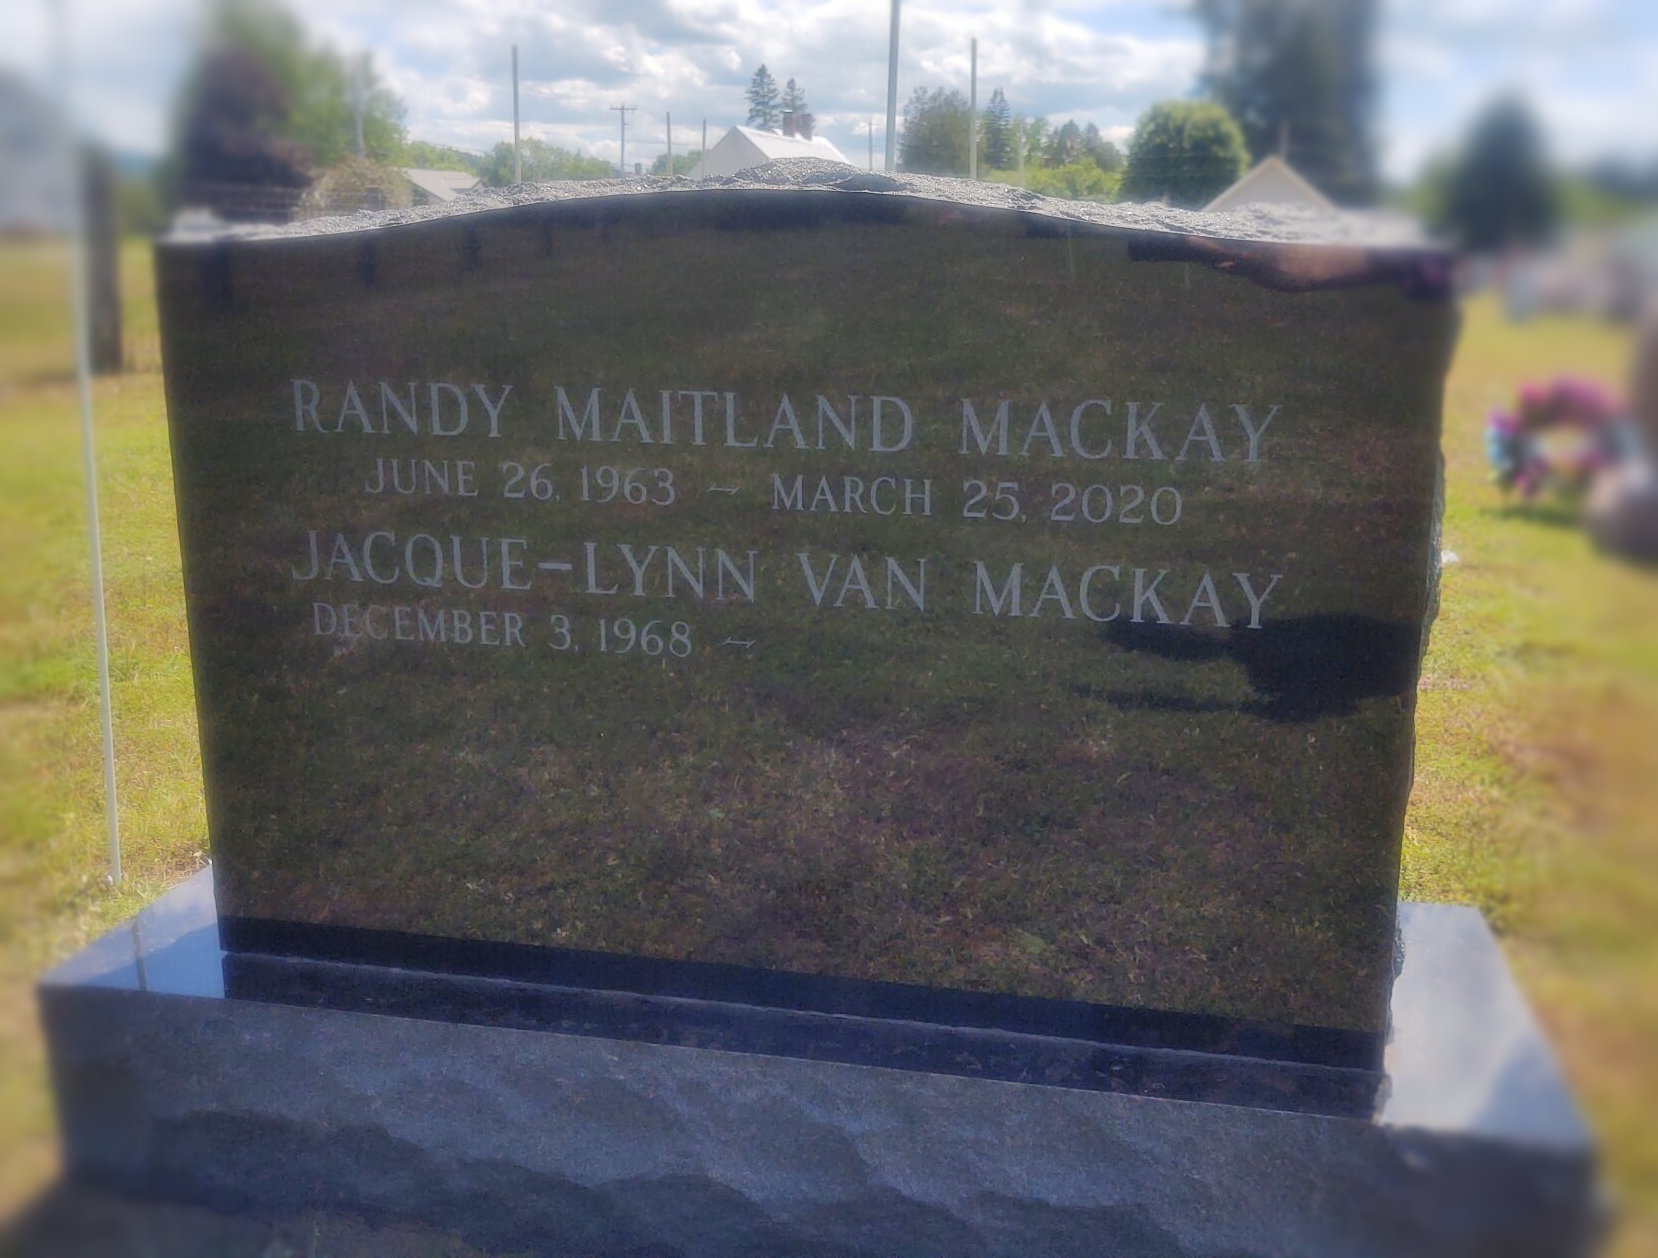 RANDY MAITLAND MACKAY
JUNE 26, 1963 ~ MARCH 25, 2020
JACQUE-LYNN VAN MACKAY
DECEMBER 3, 1968 ~